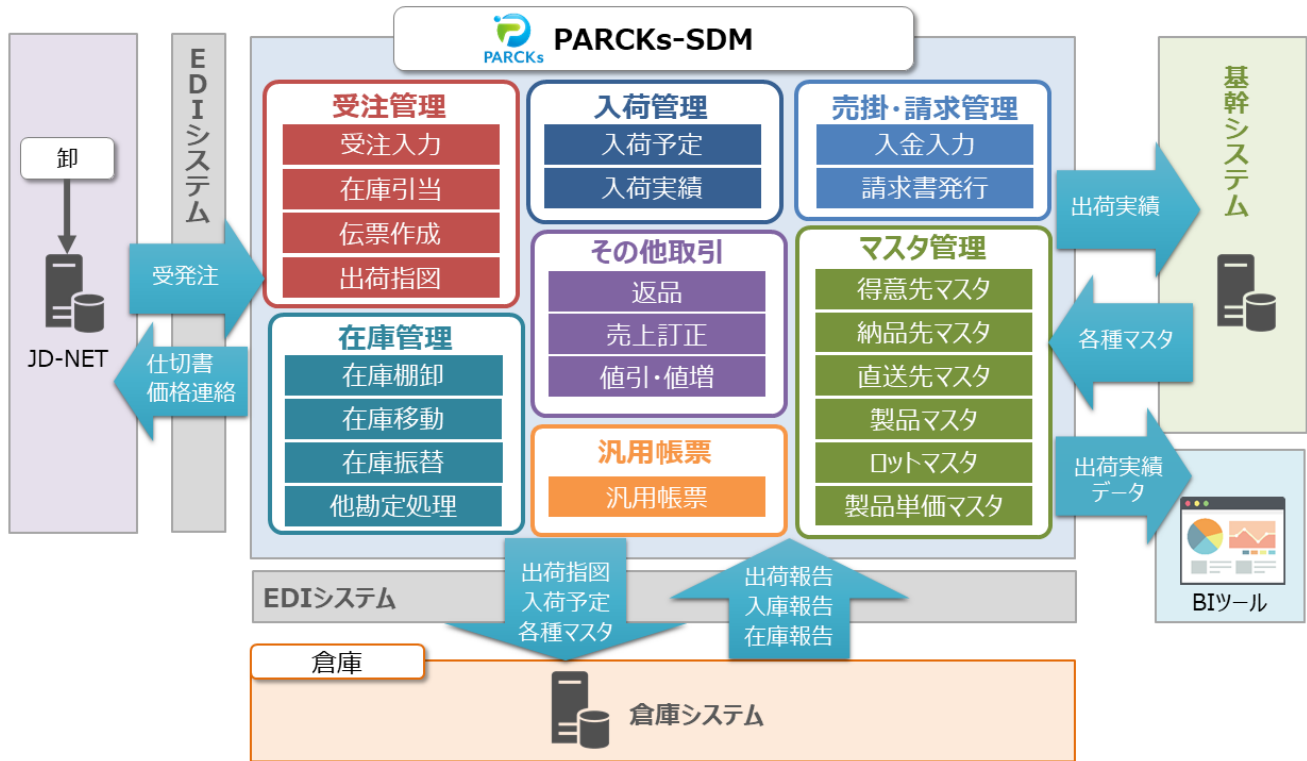 PARCKs
PARCKs-SDM
卸
JD-NET
EDIシステム
受発注
仕切書
価格連絡
受注管理
受注入力
在庫引当
伝票作成
出荷指図
在庫管理
在庫棚卸
在庫移動
在庫振替
他勘定処理
入荷管理
入荷予定
入荷実績
その他取引
返品
売上訂正
値引・値増
汎用帳票
汎用帳票
売掛・請求管理
入金入力
請求書発行
マスタ管理
得意先マスタ
納品先マスタ
直送先マスタ
製品マスタ
ロットマスタ
製品単価マスタ
出荷実績
各種マスタ
出荷実績
データ
基幹システム
BIツール
EDIシステム
出荷指図
入荷予定
各種マスタ
出荷報告
入庫報告
在庫報告
倉庫
倉庫システム